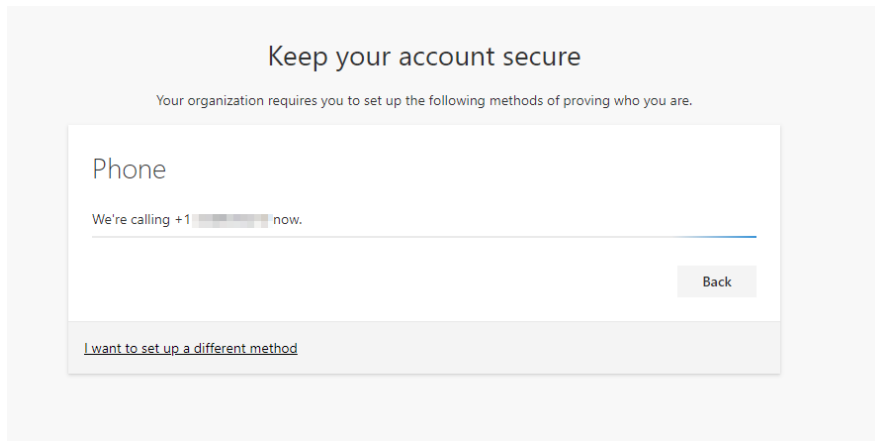 Keep your account secure
Your organization requires you to set up the following methods of proving who you are.
Phone
We're calling +1 now.
Back
I want to set up a different method